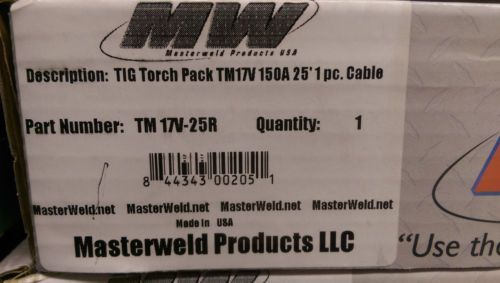 MW
Masterweld Products USA
Description: TIG Torch Pack TM17V 150A 25' 1 pc. Cable
Part Number: TM 17V-25R Quantity: 1
8 44343 00205 1
MasterWeld.net MasterWeld.net MasterWeld.net MasterWeld.net
Made in USA
Masterweld Products LLC
"Use the